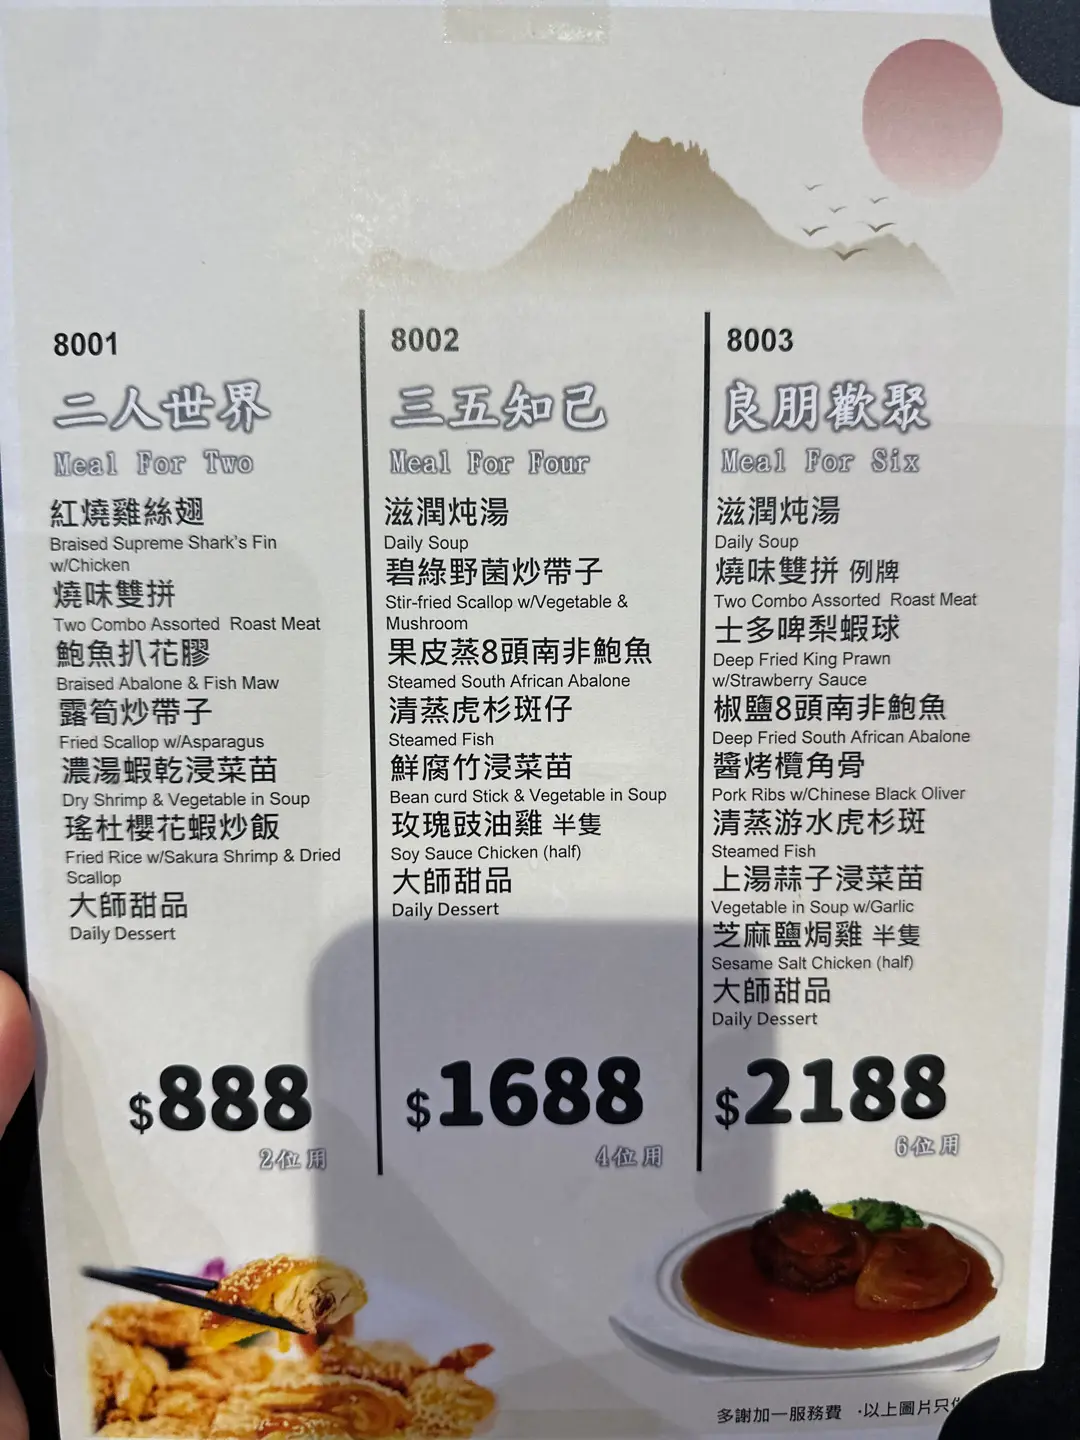 8001
二人世界
Meal For Two
紅燒雞絲翅
Braised Supreme Shark's Fin
w/Chicken
燒味雙拼
Two Combo Assorted Roast Meat
鮑魚扒花膠
Braised Abalone & Fish Maw
露筍炒帶子
Fried Scallop w/Asparagus
濃湯蝦乾浸菜苗
Dry Shrimp & Vegetable in Soup
瑤杜櫻花蝦炒飯
Fried Rice w/Sakura Shrimp & Dried
Scallop
大師甜品
Daily Dessert
$888
2位用
8002
三五知己
Meal For Four
滋潤炖湯
Daily Soup
碧綠野菌炒帶子
Stir-fried Scallop w/Vegetable &
Mushroom
果皮蒸8頭南非鮑魚
Steamed South African Abalone
清蒸虎杉斑仔
Steamed Fish
鮮腐竹浸菜苗
Bean curd Stick & Vegetable in Soup
玫瑰豉油雞 半隻
Soy Sauce Chicken (half)
大師甜品
Daily Dessert
$1688
4位用
8003
良朋歡聚
Meal For Six
滋潤炖湯
Daily Soup
燒味雙拼 例牌
Two Combo Assorted Roast Meat
士多啤梨蝦球
Deep Fried King Prawn
w/Strawberry Sauce
椒鹽8頭南非鮑魚
Deep Fried South African Abalone
醬烤欖角骨
Pork Ribs w/Chinese Black Oliver
清蒸游水虎杉斑
Steamed Fish
上湯蒜子浸菜苗
Vegetable in Soup w/Garlic
芝麻鹽焗雞 半隻
Sesame Salt Chicken (half)
大師甜品
Daily Dessert
$2188
6位用
多謝加一服務費 ·以上圖片只